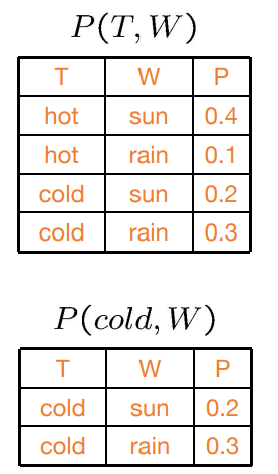 P(T, W)
T W P
hot sun 0.4
hot rain 0.1
cold sun 0.2
cold rain 0.3
P(cold, W)
T W P
cold sun 0.2
cold rain 0.3